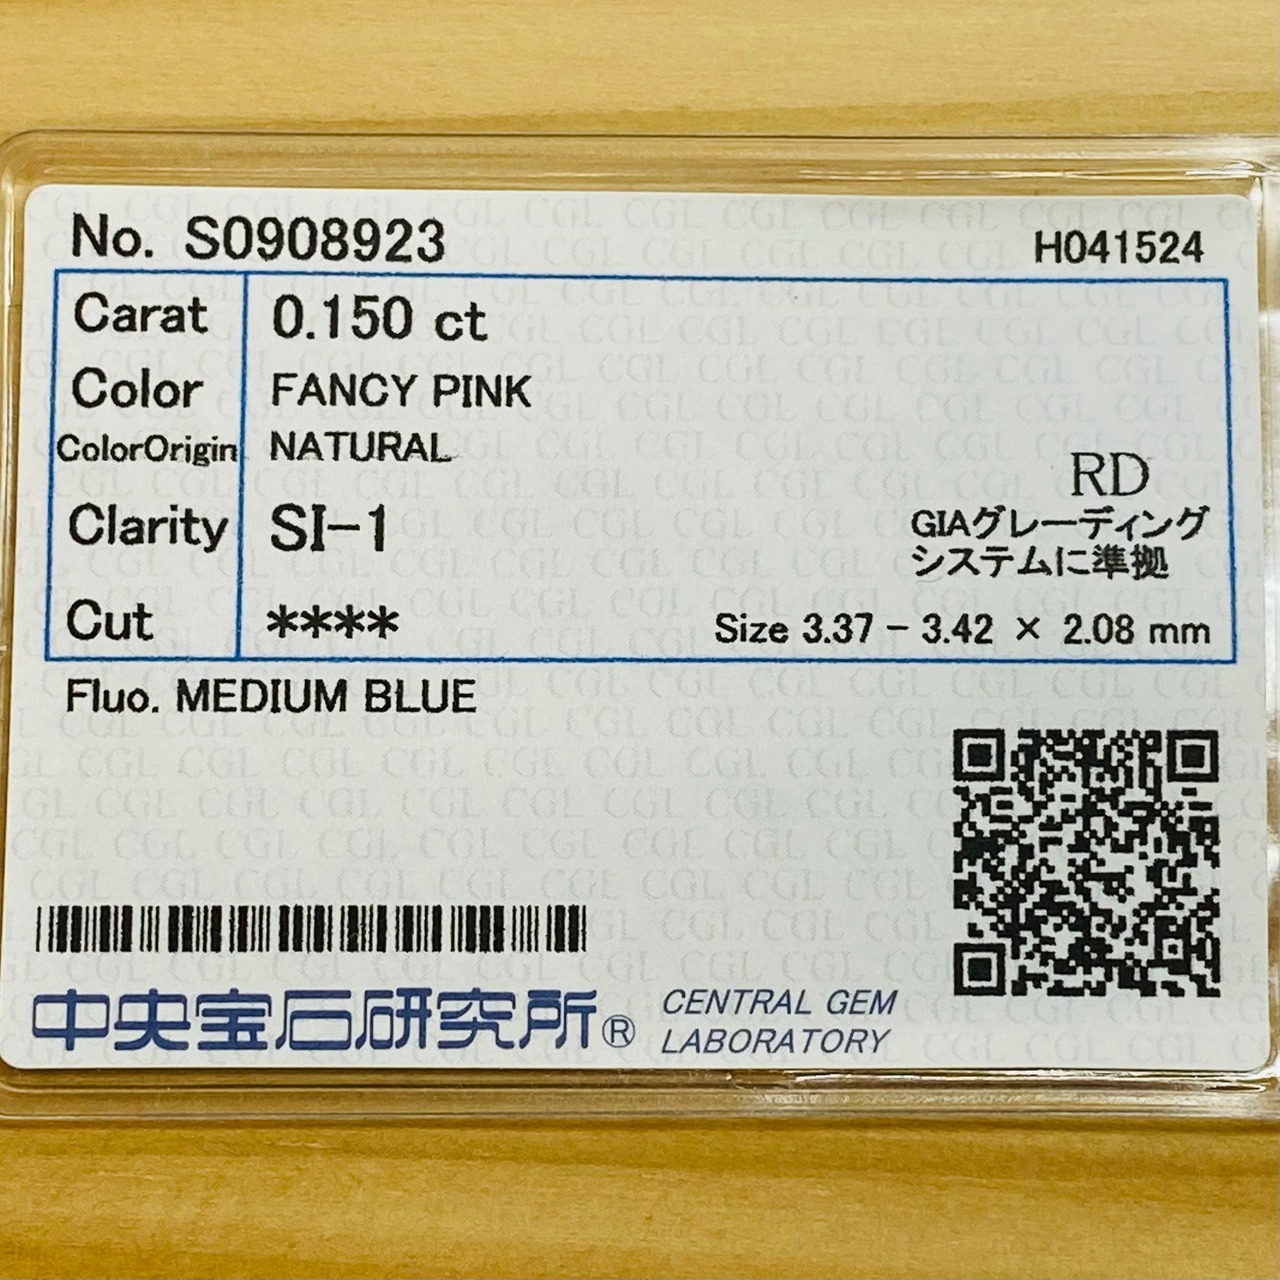 No. S0908923
H041524
Carat 0.150 ct
Color FANCY PINK
ColorOrigin NATURAL
RD
Clarity SI-1
GIAグレーディング
システムに準拠
Cut ****
Size 3.37 - 3.42 × 2.08 mm
Fluo. MEDIUM BLUE
中央宝石研究所®
CENTRAL GEM
LABORATORY